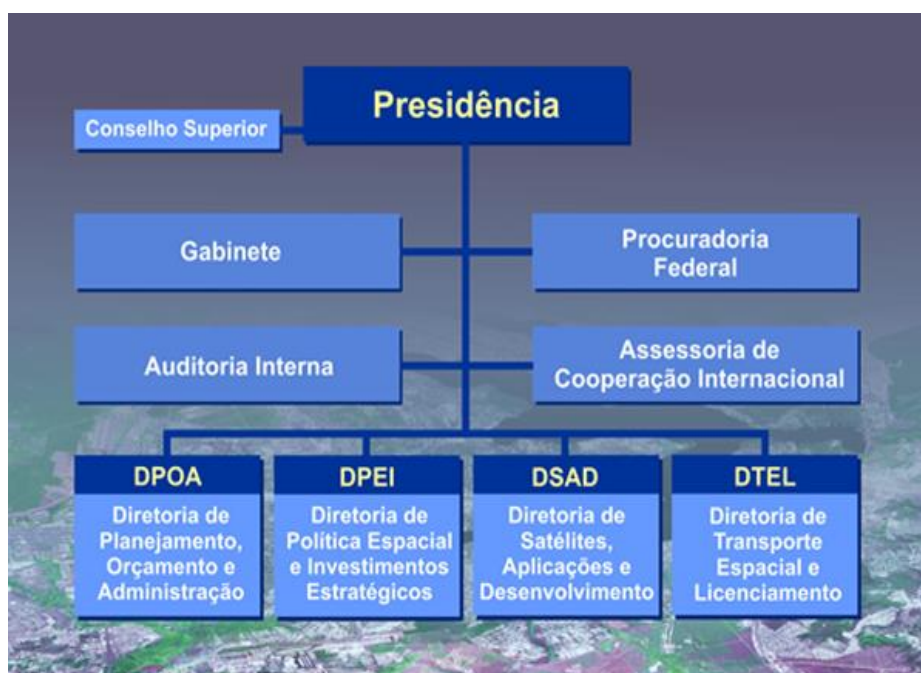 Presidência
Conselho Superior
Gabinete
Procuradoria
Federal
Auditoria Interna
Assessoria de
Cooperação Internacional
DPOA
Diretoria de
Planejamento,
Orçamento e
Administração
DPEI
Diretoria de
Política Espacial
e Investimentos
Estratégicos
DSAD
Diretoria de
Satélites,
Aplicações e
Desenvolvimento
DTEL
Diretoria de
Transporte
Espacial e
Licenciamento